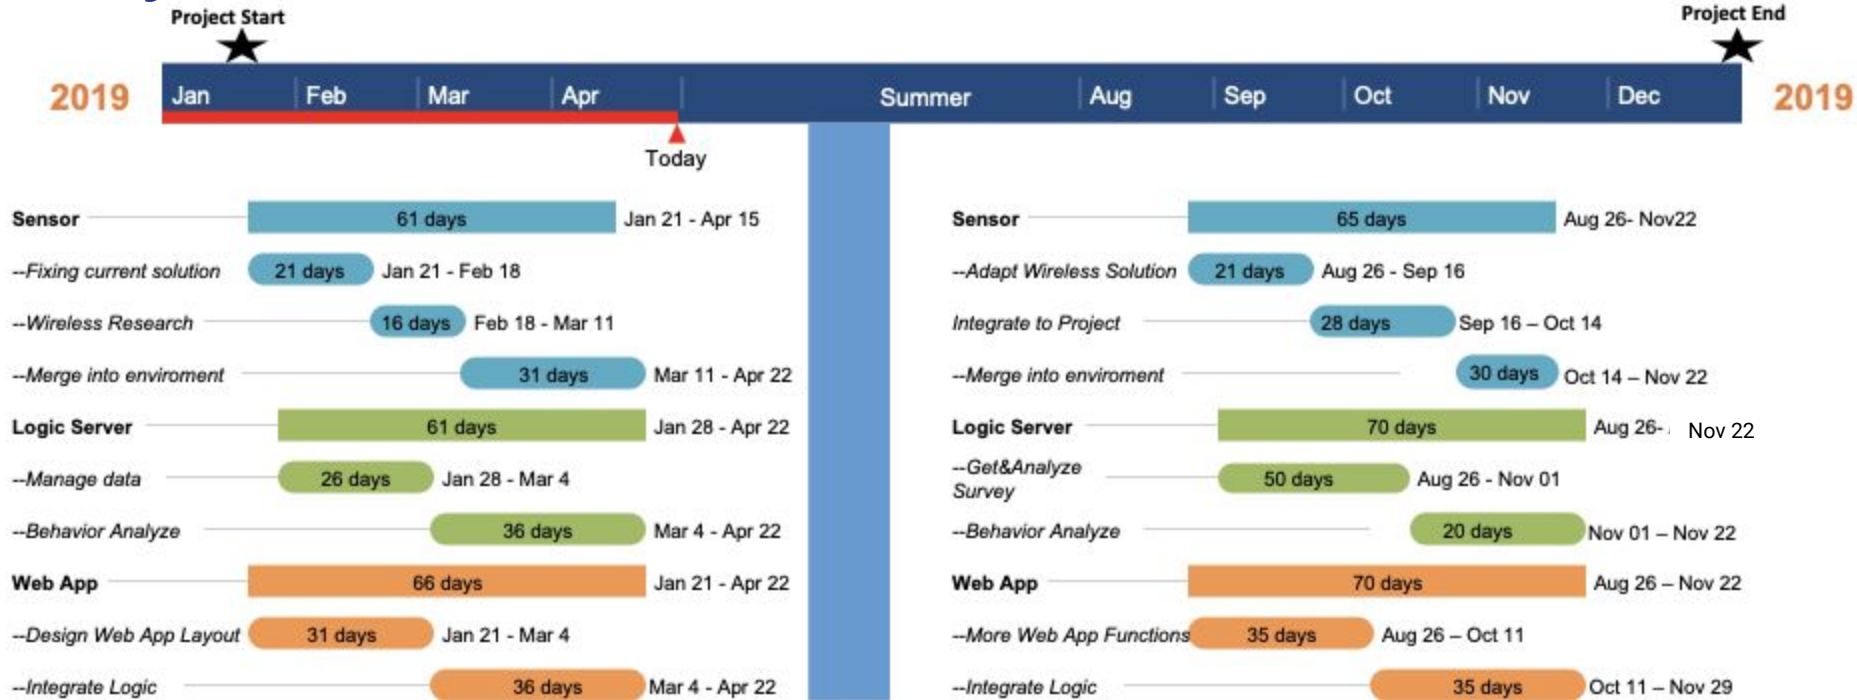 Project Start
Project End
2019 Jan Feb Mar Apr Summer Aug Sep Oct Nov Dec 2019
Today
Sensor 61 days Jan 21 - Apr 15
--Fixing current solution 21 days Jan 21 - Feb 18
--Wireless Research 16 days Feb 18 - Mar 11
--Merge into enviroment 31 days Mar 11 - Apr 22
Logic Server 61 days Jan 28 - Apr 22
--Manage data 26 days Jan 28 - Mar 4
--Behavior Analyze 36 days Mar 4 - Apr 22
Web App 66 days Jan 21 - Apr 22
--Design Web App Layout 31 days Jan 21 - Mar 4
--Integrate Logic 36 days Mar 4 - Apr 22
Sensor 65 days Aug 26- Nov22
--Adapt Wireless Solution 21 days Aug 26 - Sep 16
Integrate to Project 28 days Sep 16 – Oct 14
--Merge into enviroment 30 days Oct 14 – Nov 22
Logic Server 70 days Aug 26- Nov 22
--Get&Analyze
Survey 50 days Aug 26 - Nov 01
--Behavior Analyze 20 days Nov 01 – Nov 22
Web App 70 days Aug 26 – Nov 22
--More Web App Functions 35 days Aug 26 – Oct 11
--Integrate Logic 35 days Oct 11 – Nov 29